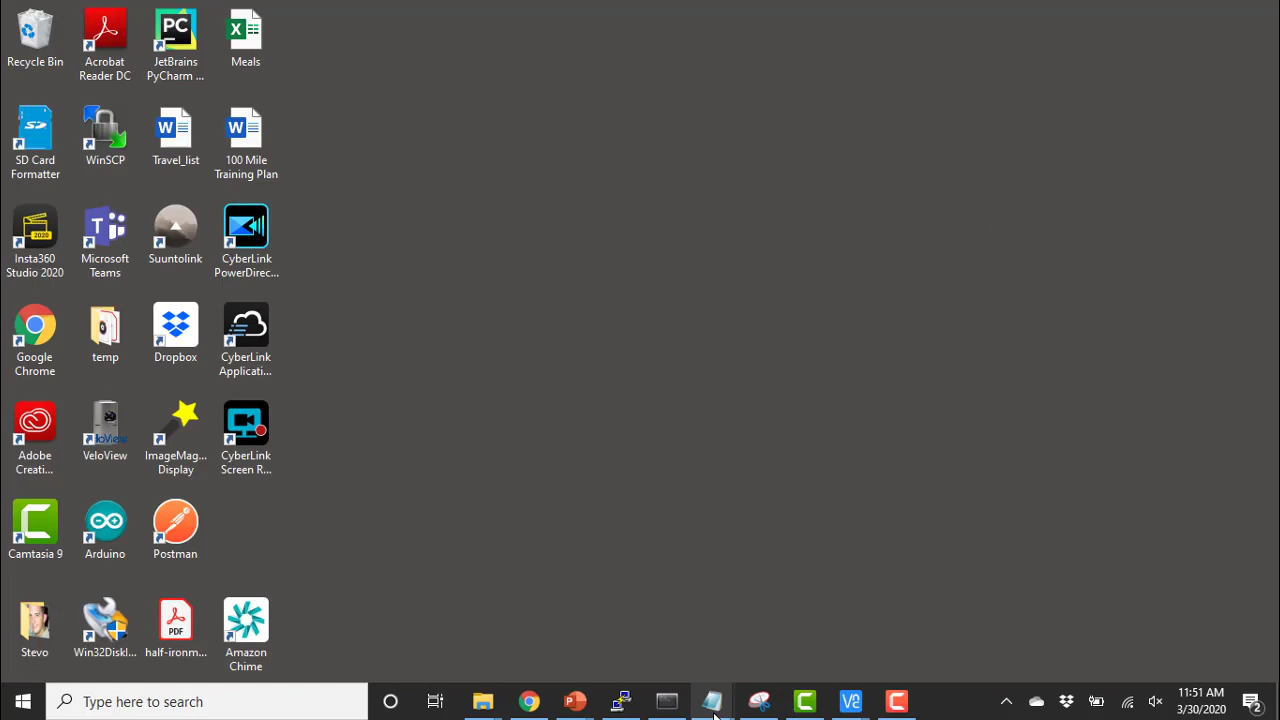 Recycle Bin
Acrobat
Reader DC
PC
JetBrains
PyCharm ...
X
Meals
SD
SD Card
Formatter
WinSCP
W
Travel_list
W
100 Mile
Training Plan
2020
Insta360
Studio 2020
T
Microsoft
Teams
Suuntolink
CyberLink
PowerDirec...
Google
Chrome
temp
Dropbox
CyberLink
Applicati...
Adobe
Creati...
VeloView
ImageMag...
Display
CyberLink
Screen R...
Camtasia 9
Arduino
Postman
Stevo
Win32DiskI...
PDF
half-ironm...
Amazon
Chime
Type here to search
11:51 AM
3/30/2020
2